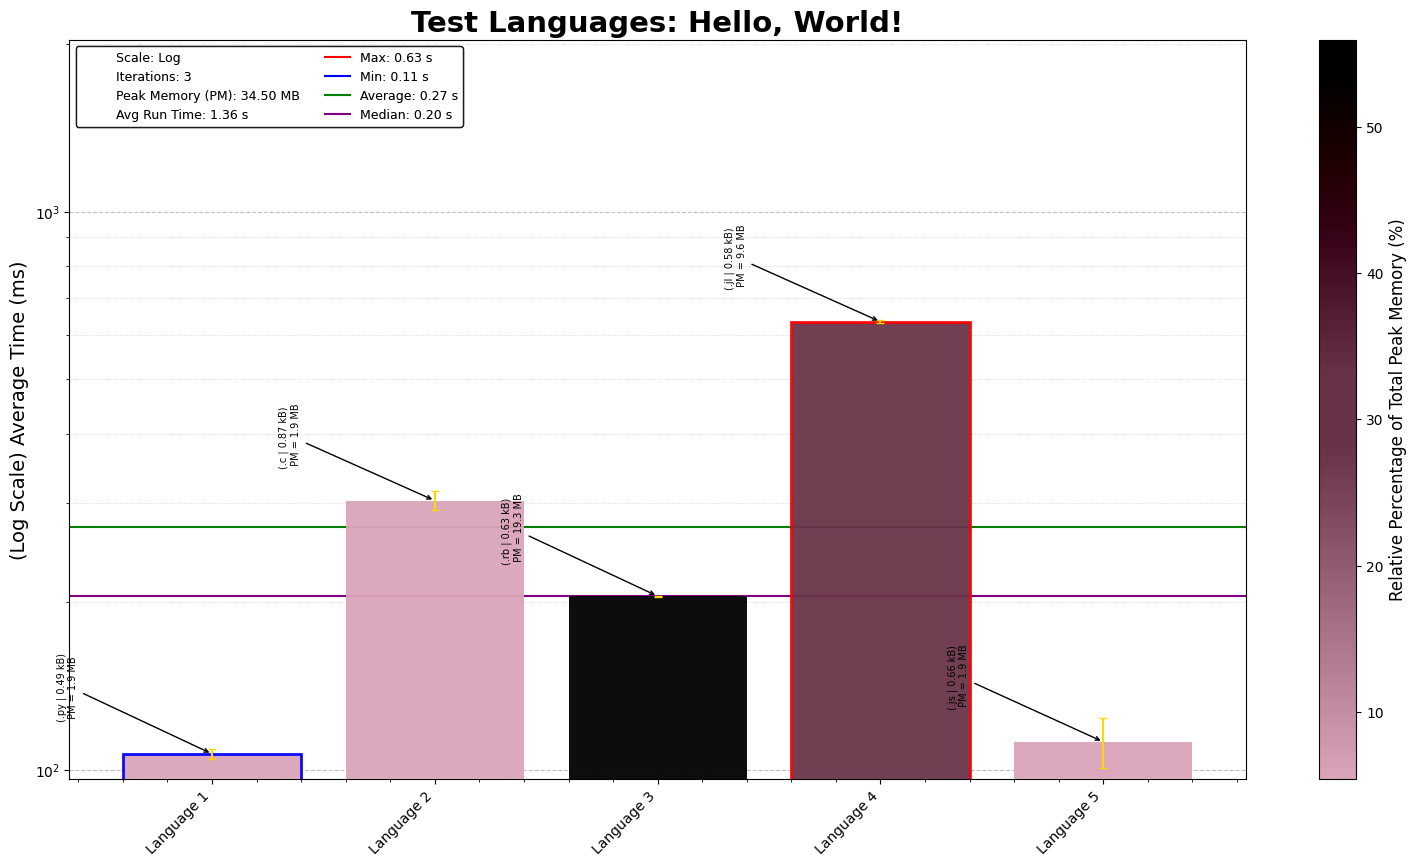 Test Languages: Hello, World!
Scale: Log
Iterations: 3
Peak Memory (PM): 34.50 MB
Avg Run Time: 1.36 s
Max: 0.63 s
Min: 0.11 s
Average: 0.27 s
Median: 0.20 s
(Log Scale) Average Time (ms)
10³
10²
(.py | 0.49 kB)
PM = 1.9 MB
(.c | 0.87 kB)
PM = 1.9 MB
(.rb | 0.63 kB)
PM = 19.3 MB
(.jl | 0.58 kB)
PM = 9.6 MB
(.js | 0.66 kB)
PM = 1.9 MB
Language 1
Language 2
Language 3
Language 4
Language 5
50
40
30
20
10
Relative Percentage of Total Peak Memory (%)